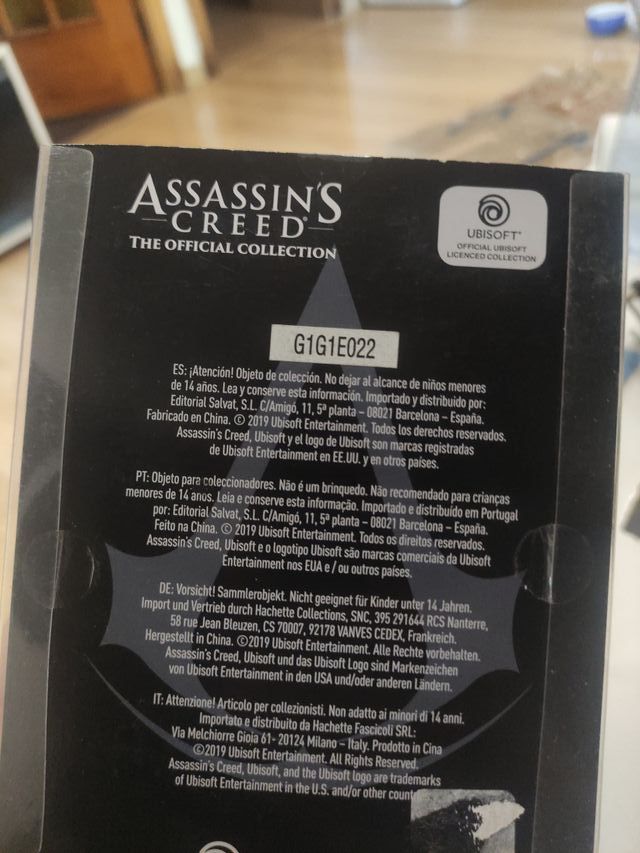 ASSASSIN'S
CREED®
THE OFFICIAL COLLECTION
UBISOFT®
OFFICIAL UBISOFT
LICENCED COLLECTION
G1G1E022
ES: ¡Atención! Objeto de colección. No dejar al alcance de niños menores
de 14 años. Lea y conserve esta información. Importado y distribuido por:
Editorial Salvat, S.L. C/Amigó, 11, 5ª planta – 08021 Barcelona – España.
Fabricado en China. © 2019 Ubisoft Entertainment. Todos los derechos reservados.
Assassin's Creed, Ubisoft y el logo de Ubisoft son marcas registradas
de Ubisoft Entertainment en EE.UU. y en otros países.
PT: Objeto para coleccionadores. Não é um brinquedo. Não recomendado para crianças
menores de 14 anos. Leia e conserve esta informação. Importado e distribuído em Portugal
por: Editorial Salvat, S.L. C/Amigó, 11, 5ª planta – 08021 Barcelona – España.
Feito na China. © 2019 Ubisoft Entertainment. Todos os direitos reservados.
Assassin's Creed, Ubisoft e o logotipo Ubisoft são marcas comerciais da Ubisoft
Entertainment nos EUA e / ou outros países.
DE: Vorsicht! Sammlerobjekt. Nicht geeignet für Kinder unter 14 Jahren.
Import und Vertrieb durch Hachette Collections, SNC, 395 291644 RCS Nanterre,
58 rue Jean Bleuzen, CS 70007, 92178 VANVES CEDEX, Frankreich.
Hergestellt in China. ©2019 Ubisoft Entertainment. Alle Rechte vorbehalten.
Assassin's Creed, Ubisoft und das Ubisoft Logo sind Markenzeichen
von Ubisoft Entertainment in den USA und/oder anderen Ländern.
IT: Attenzione! Articolo per collezionisti. Non adatto ai minori di 14 anni.
Importato e distribuito da Hachette Fascicoli SRL:
Via Melchiorre Gioia 61- 20124 Milano – Italy. Prodotto in Cina
©2019 Ubisoft Entertainment. All Rights Reserved.
Assassin's Creed, Ubisoft, and the Ubisoft logo are trademarks
of Ubisoft Entertainment in the U.S. and/or other